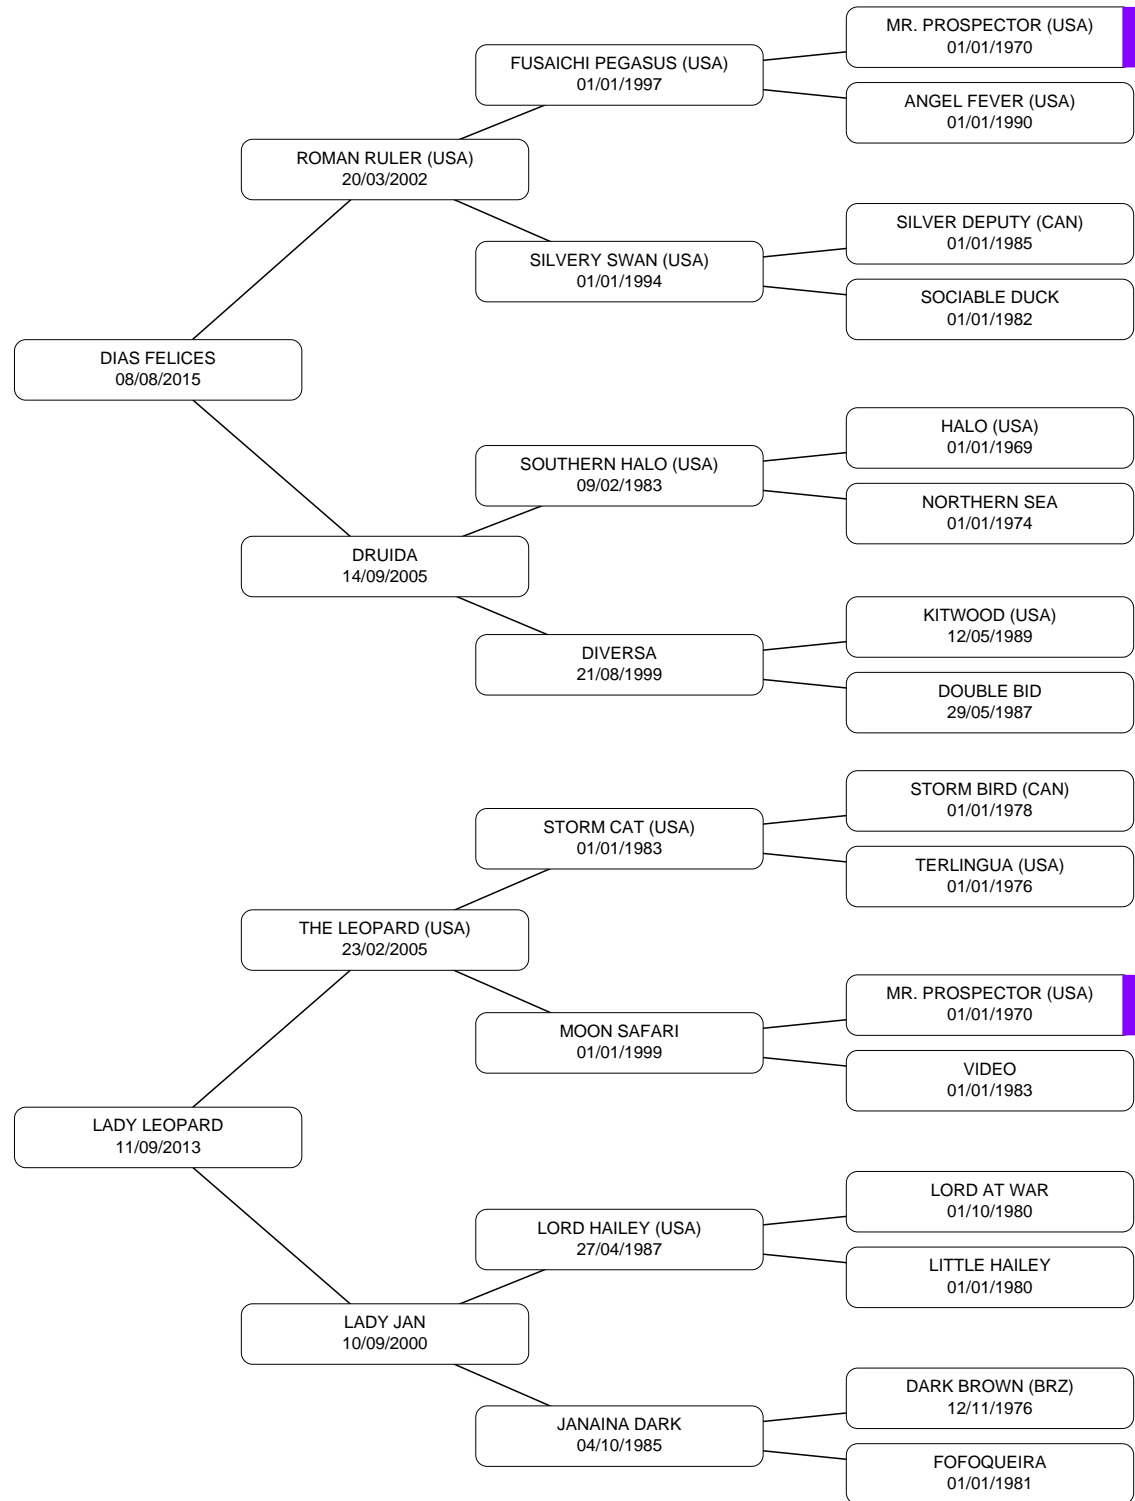 MR. PROSPECTOR (USA)
01/01/1970
FUSAICHI PEGASUS (USA)
01/01/1997
ANGEL FEVER (USA)
01/01/1990
ROMAN RULER (USA)
20/03/2002
SILVER DEPUTY (CAN)
01/01/1985
SILVERY SWAN (USA)
01/01/1994
SOCIABLE DUCK
01/01/1982
DIAS FELICES
08/08/2015
HALO (USA)
01/01/1969
SOUTHERN HALO (USA)
09/02/1983
NORTHERN SEA
01/01/1974
DRUIDA
14/09/2005
KITWOOD (USA)
12/05/1989
DIVERSA
21/08/1999
DOUBLE BID
29/05/1987
STORM BIRD (CAN)
01/01/1978
STORM CAT (USA)
01/01/1983
TERLINGUA (USA)
01/01/1976
THE LEOPARD (USA)
23/02/2005
MR. PROSPECTOR (USA)
01/01/1970
MOON SAFARI
01/01/1999
VIDEO
01/01/1983
LADY LEOPARD
11/09/2013
LORD AT WAR
01/10/1980
LORD HAILEY (USA)
27/04/1987
LITTLE HAILEY
01/01/1980
LADY JAN
10/09/2000
DARK BROWN (BRZ)
12/11/1976
JANAINA DARK
04/10/1985
FOFOQUEIRA
01/01/1981